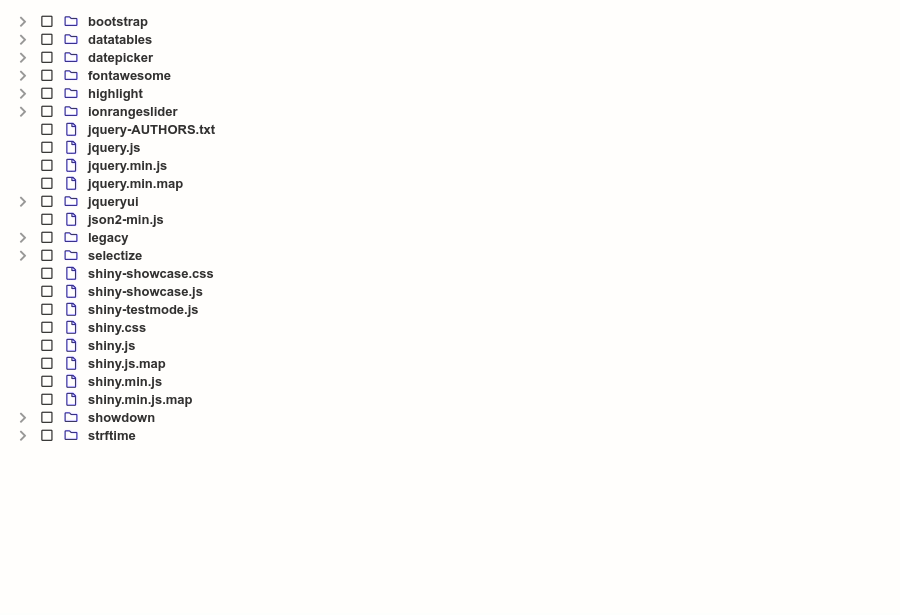 bootstrap
datatables
datepicker
fontawesome
highlight
ionrangeslider
jquery-AUTHORS.txt
jquery.js
jquery.min.js
jquery.min.map
jqueryui
json2-min.js
legacy
selectize
shiny-showcase.css
shiny-showcase.js
shiny-testmode.js
shiny.css
shiny.js
shiny.js.map
shiny.min.js
shiny.min.js.map
showdown
strftime